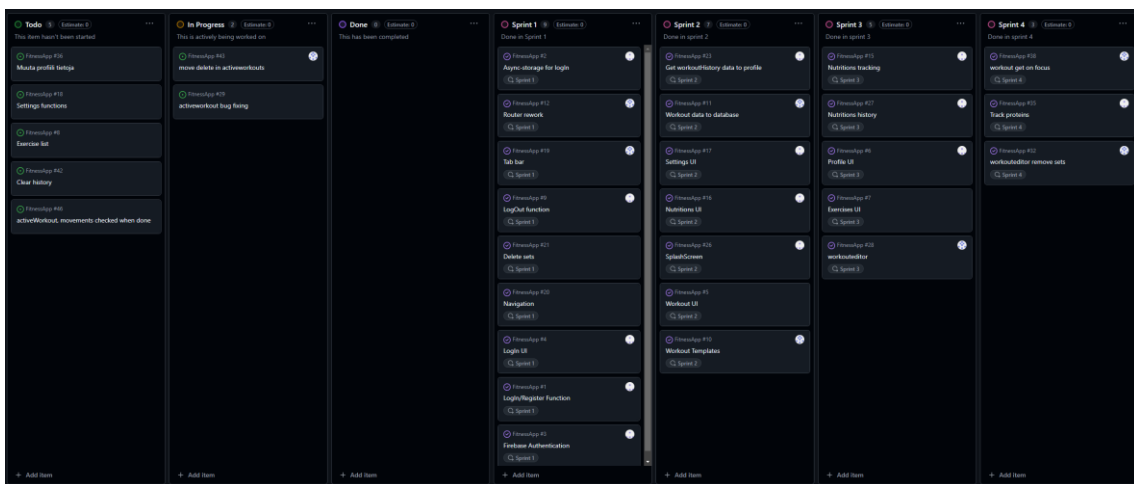 Todo 5 Estimate: 0
This item hasn't been started
FitnessApp #36
Muuta profiili tietoja
FitnessApp #18
Settings functions
FitnessApp #8
Exercise list
FitnessApp #42
Clear history
FitnessApp #40
activeWorkout, movements checked when done
+ Add item
In Progress 2 Estimate: 0
This is actively being worked on
FitnessApp #43
move delete in activeworkouts
FitnessApp #29
activeworkout bug fixing
+ Add item
Done 0 Estimate: 0
This has been completed
+ Add item
Sprint 1 9 Estimate: 0
Done in Sprint 1
FitnessApp #2
Async-storage for logIn
Sprint 1
FitnessApp #12
Router rework
Sprint 1
FitnessApp #19
Tab bar
Sprint 1
FitnessApp #9
LogOut function
Sprint 1
FitnessApp #21
Delete sets
Sprint 1
FitnessApp #20
Navigation
Sprint 1
FitnessApp #4
LogIn UI
Sprint 1
FitnessApp #1
LogIn/Register Function
Sprint 1
FitnessApp #3
Firebase Authentication
Sprint 1
+ Add item
Sprint 2 7 Estimate: 0
Done in sprint 2
FitnessApp #23
Get workoutHistory data to profile
Sprint 2
FitnessApp #11
Workout data to database
Sprint 2
FitnessApp #17
Settings UI
Sprint 2
FitnessApp #16
Nutritions UI
Sprint 2
FitnessApp #26
SplashScreen
Sprint 2
FitnessApp #5
Workout UI
Sprint 2
FitnessApp #10
Workout Templates
Sprint 2
+ Add item
Sprint 3 5 Estimate: 0
Done in sprint 3
FitnessApp #15
Nutritions tracking
Sprint 3
FitnessApp #27
Nutritions history
Sprint 3
FitnessApp #6
Profile UI
Sprint 3
FitnessApp #7
Exercises UI
Sprint 3
FitnessApp #28
workouteditor
Sprint 3
+ Add item
Sprint 4 3 Estimate: 0
Done in sprint 4
FitnessApp #38
workout get on focus
Sprint 4
FitnessApp #33
Track proteins
Sprint 4
FitnessApp #32
workouteditor remove sets
Sprint 4
+ Add item